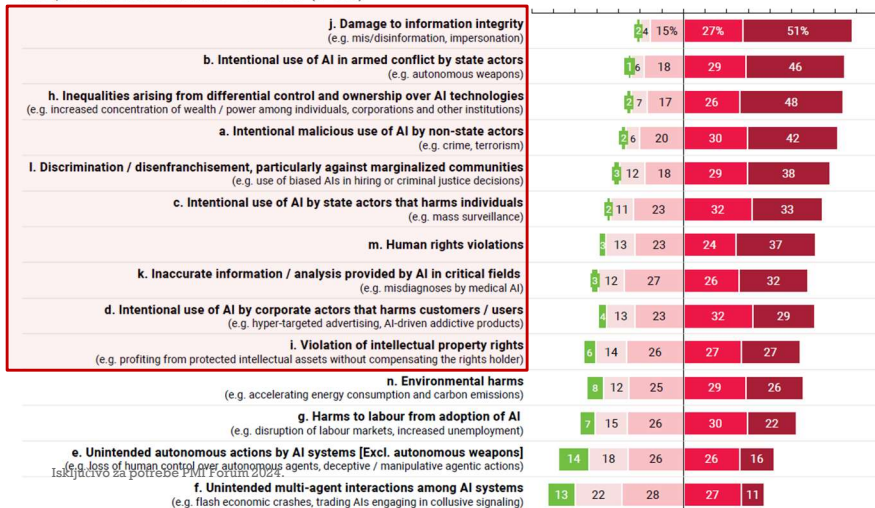 j. Damage to information integrity
(e.g. mis/disinformation, impersonation)
2 4 15% 27% 51%
b. Intentional use of AI in armed conflict by state actors
(e.g. autonomous weapons)
1 6 18 29 46
h. Inequalities arising from differential control and ownership over AI technologies
(e.g. increased concentration of wealth / power among individuals, corporations and other institutions)
2 7 17 26 48
a. Intentional malicious use of AI by non-state actors
(e.g. crime, terrorism)
2 6 20 30 42
l. Discrimination / disenfranchisement, particularly against marginalized communities
(e.g. use of biased AIs in hiring or criminal justice decisions)
3 12 18 29 38
c. Intentional use of AI by state actors that harms individuals
(e.g. mass surveillance)
2 11 23 32 33
m. Human rights violations
3 13 23 24 37
k. Inaccurate information / analysis provided by AI in critical fields
(e.g. misdiagnoses by medical AI)
3 12 27 26 32
d. Intentional use of AI by corporate actors that harms customers / users
(e.g. hyper-targeted advertising, AI-driven addictive products)
4 13 23 32 29
i. Violation of intellectual property rights
(e.g. profiting from protected intellectual assets without compensating the rights holder)
6 14 26 27 27
n. Environmental harms
(e.g. accelerating energy consumption and carbon emissions)
8 12 25 29 26
g. Harms to labour from adoption of AI
(e.g. disruption of labour markets, increased unemployment)
7 15 26 30 22
e. Unintended autonomous actions by AI systems [Excl. autonomous weapons]
(e.g. loss of human control over autonomous agents, deceptive / manipulative agentic actions)
14 18 26 26 16
Isključivo za potrebe PMI Forum 2024.
f. Unintended multi-agent interactions among AI systems
(e.g. flash economic crashes, trading AIs engaging in collusive signaling)
13 22 28 27 11